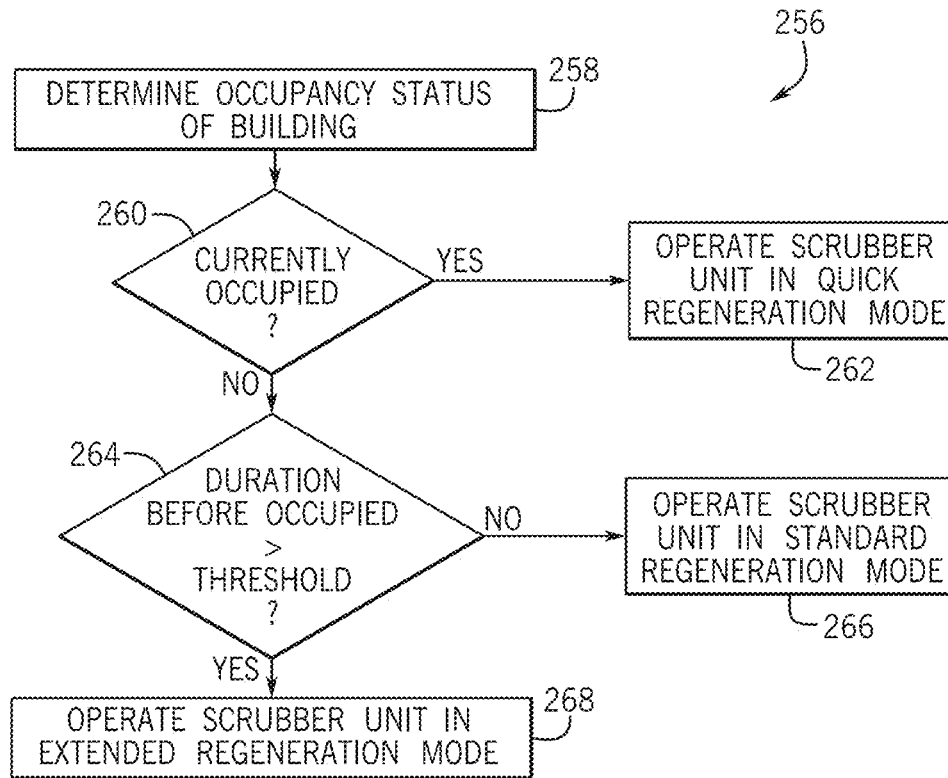 256
DETERMINE OCCUPANCY STATUS
OF BUILDING
258
260
CURRENTLY
OCCUPIED
?
YES
OPERATE SCRUBBER
UNIT IN QUICK
REGENERATION MODE
262
NO
264
DURATION
BEFORE OCCUPIED
>
THRESHOLD
?
NO
OPERATE SCRUBBER
UNIT IN STANDARD
REGENERATION MODE
266
YES
OPERATE SCRUBBER UNIT IN
EXTENDED REGENERATION MODE
268